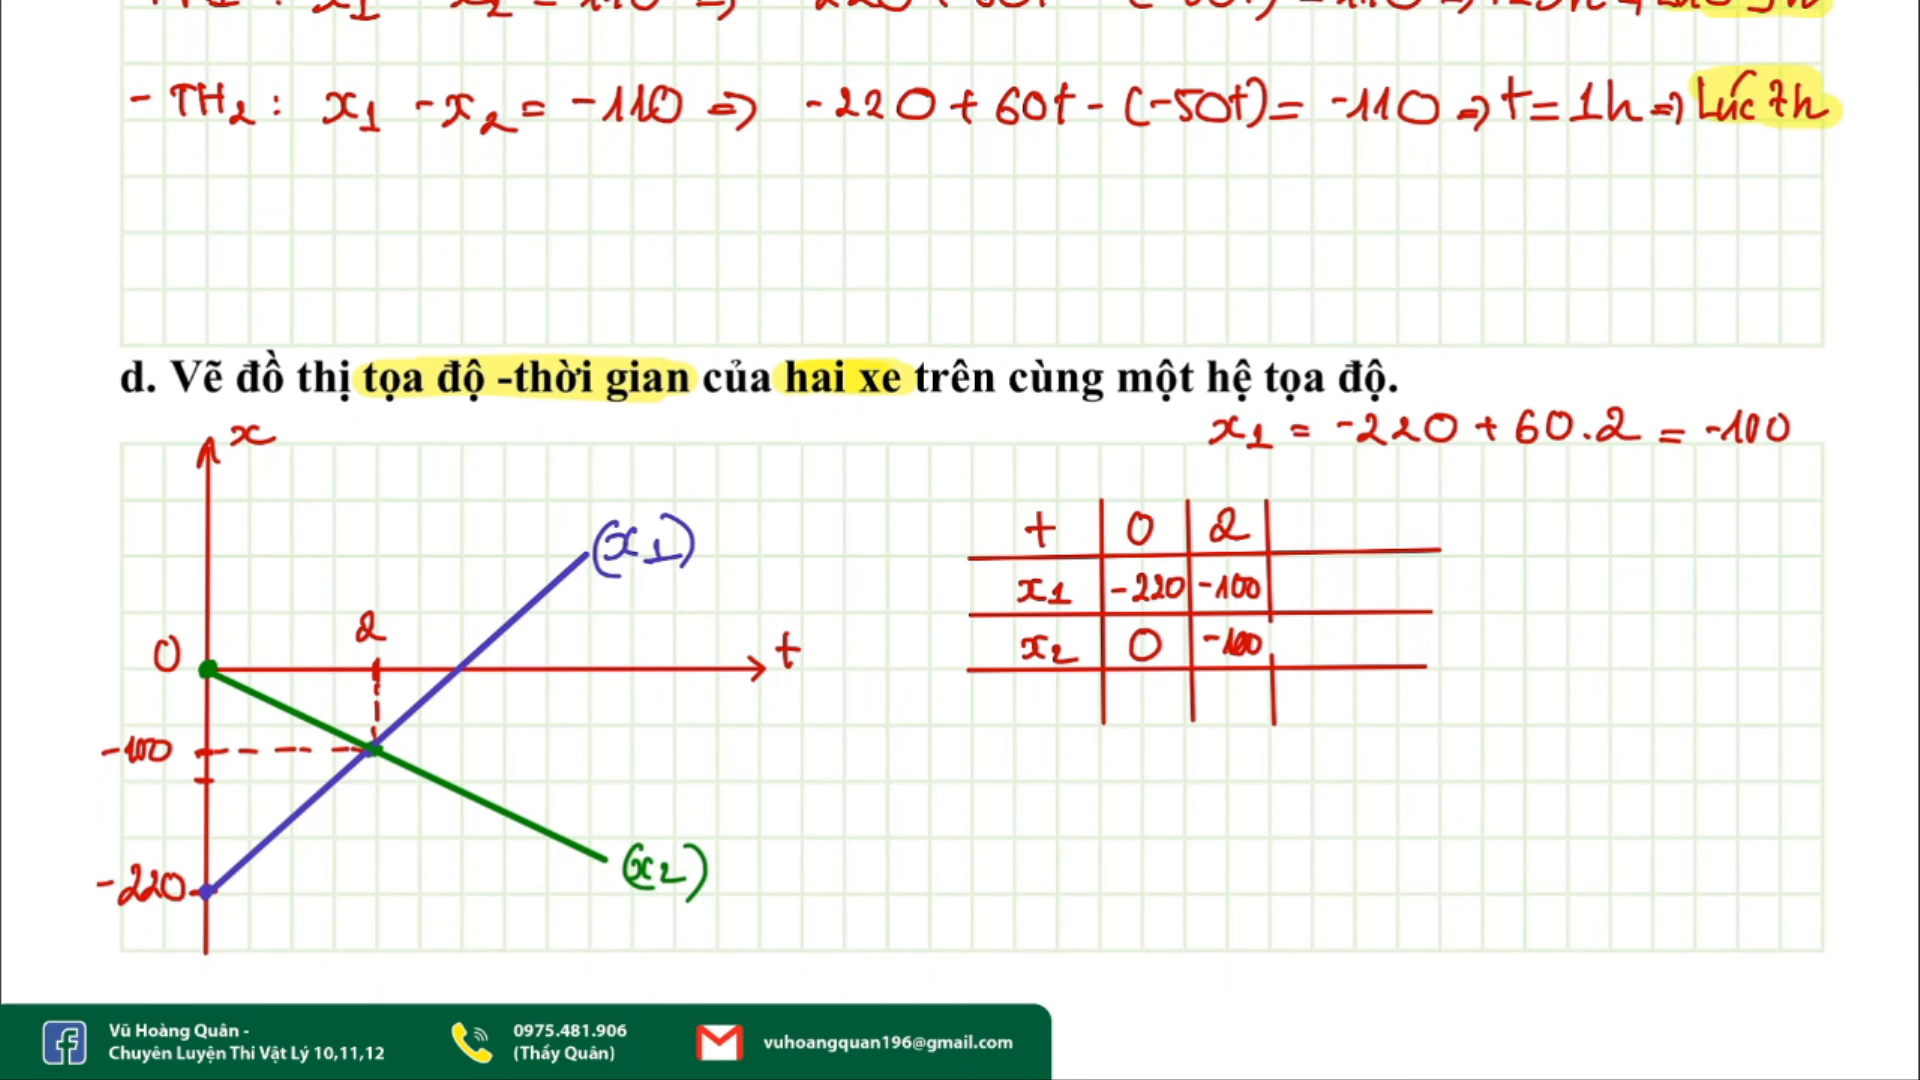 - TH2 : x1 - x2 = -110 => -220 + 60t - (-50t) = -110 => t = 1h => Lúc 7h
d. Vẽ đồ thị tọa độ -thời gian của hai xe trên cùng một hệ tọa độ.
x1 = -220 + 60.2 = -100
x
(x1)
t 0 2
x1 -220 -100
x2 0 -100
2
0
t
-100
-220
(x2)
Vũ Hoàng Quân -
Chuyên Luyện Thi Vật Lý 10,11,12
0975.481.906
(Thầy Quân)
vuhoangquan196@gmail.com